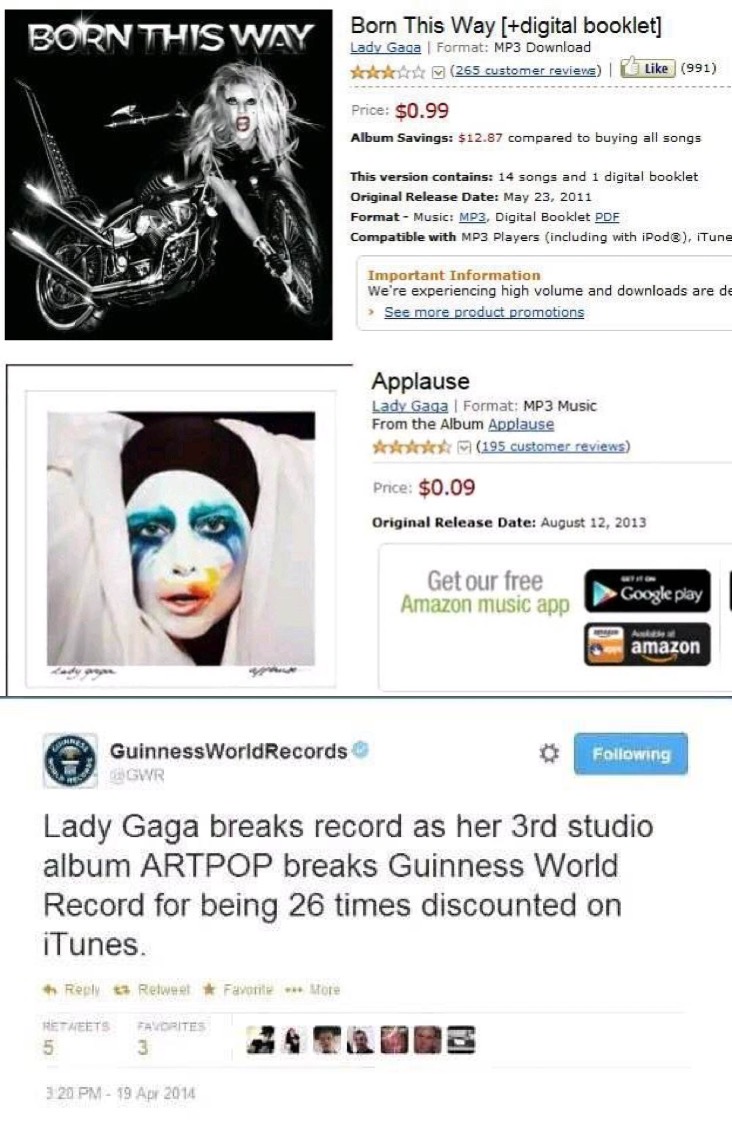 BORN THIS WAY
Born This Way [+digital booklet]
Lady Gaga | Format: MP3 Download
(265 customer reviews) | Like (991)
Price: $0.99
Album Savings: $12.87 compared to buying all songs
This version contains: 14 songs and 1 digital booklet
Original Release Date: May 23, 2011
Format - Music: MP3, Digital Booklet PDF
Compatible with MP3 Players (including with iPod®), iTune
Important Information
We're experiencing high volume and downloads are de
› See more product promotions
Applause
Lady Gaga | Format: MP3 Music
From the Album Applause
(195 customer reviews)
Price: $0.09
Original Release Date: August 12, 2013
Get our free
Amazon music app
GET IT ON
Google play
Available at
amazon
lady gaga
applause
GUINNESS WORLD RECORDS
GuinnessWorldRecords
@GWR
Following
Lady Gaga breaks record as her 3rd studio
album ARTPOP breaks Guinness World
Record for being 26 times discounted on
iTunes.
Reply Retweet Favorite ••• More
RETWEETS FAVORITES
5 3
3:20 PM - 19 Apr 2014